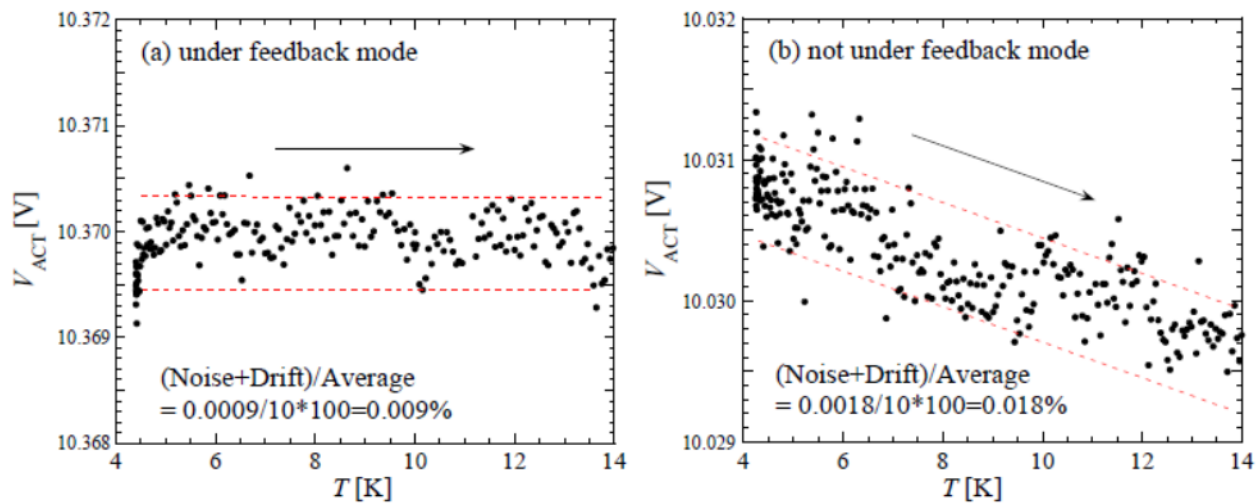 (a) under feedback mode
10.372
10.371
10.370
10.369
10.368
V_ACT [V]
(Noise+Drift)/Average
= 0.0009/10*100=0.009%
4 6 8 10 12 14
T [K]
(b) not under feedback mode
10.032
10.031
10.030
10.029
V_ACT [V]
(Noise+Drift)/Average
= 0.0018/10*100=0.018%
4 6 8 10 12 14
T [K]